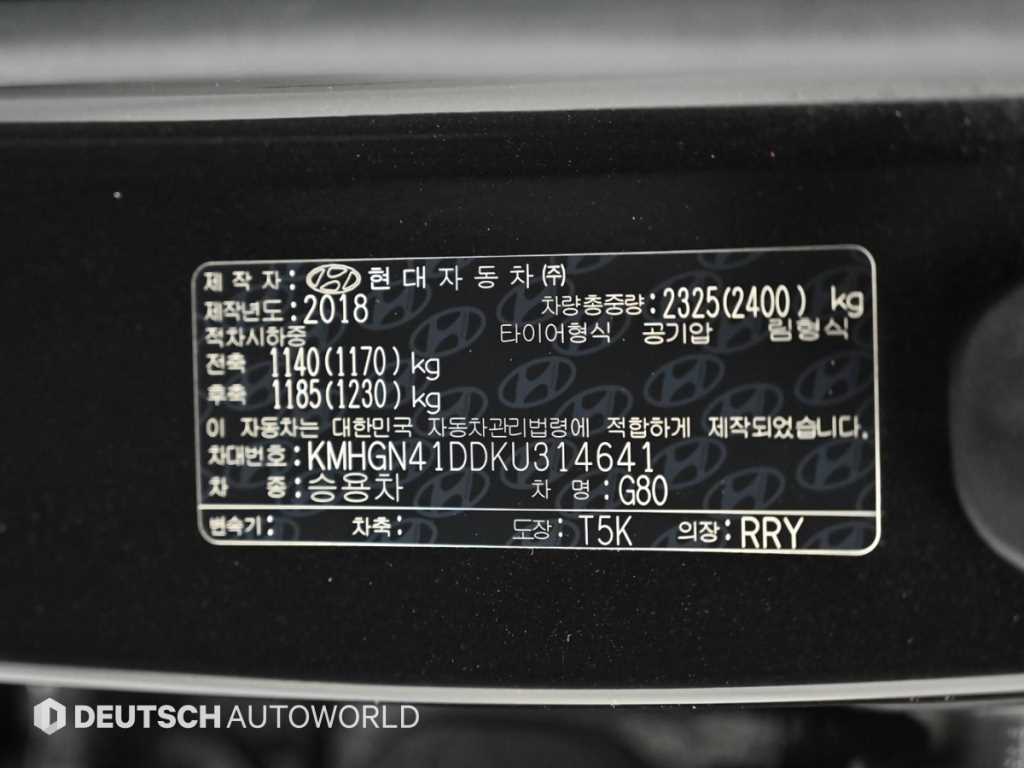 제작자: 현대자동차㈜
제작년도:2018 차량총중량:2325(2400) kg
적차시하중 타이어형식 공기압 림형식
전축 1140(1170) kg
후축 1185(1230) kg
이 자동차는 대한민국 자동차관리법령에 적합하게 제작되었습니다.
차대번호:KMHGN41DDKU314641
차 종:승용차 차 명:G80
변속기: 차축: 도장: T5K 의장: RRY
DEUTSCH AUTOWORLD